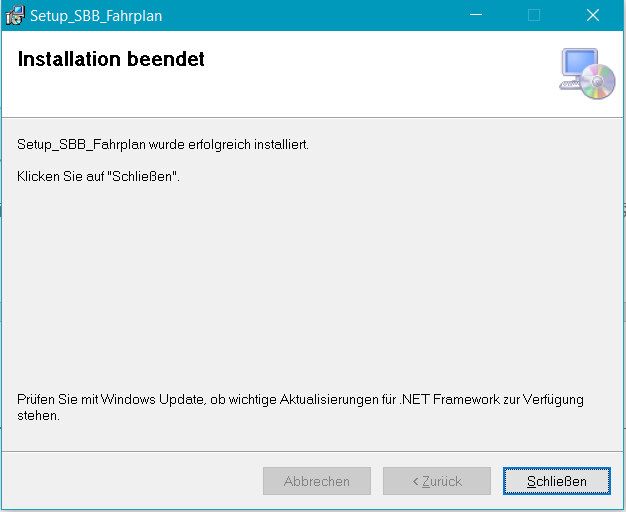 Setup_SBB_Fahrplan
Installation beendet
Setup_SBB_Fahrplan wurde erfolgreich installiert.
Klicken Sie auf "Schließen".
Prüfen Sie mit Windows Update, ob wichtige Aktualisierungen für .NET Framework zur Verfügung
stehen.
Abbrechen
< Zurück
Schließen